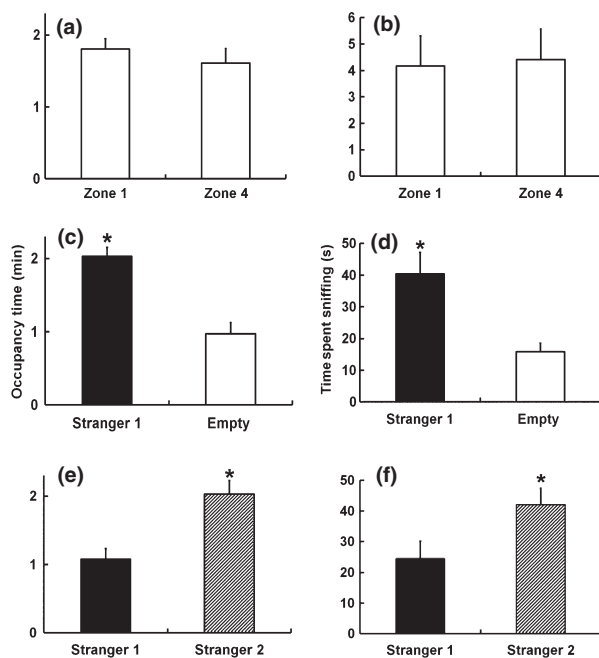 (a)
2
1
0
Zone 1 Zone 4
(b)
6
5
4
3
2
1
0
Zone 1 Zone 4
Occupancy time (min)
(c)
*
2
1
0
Stranger 1 Empty
Time spent sniffing (s)
(d)
*
50
40
30
20
10
0
Stranger 1 Empty
(e)
*
2
1
0
Stranger 1 Stranger 2
(f)
*
50
40
30
20
10
0
Stranger 1 Stranger 2